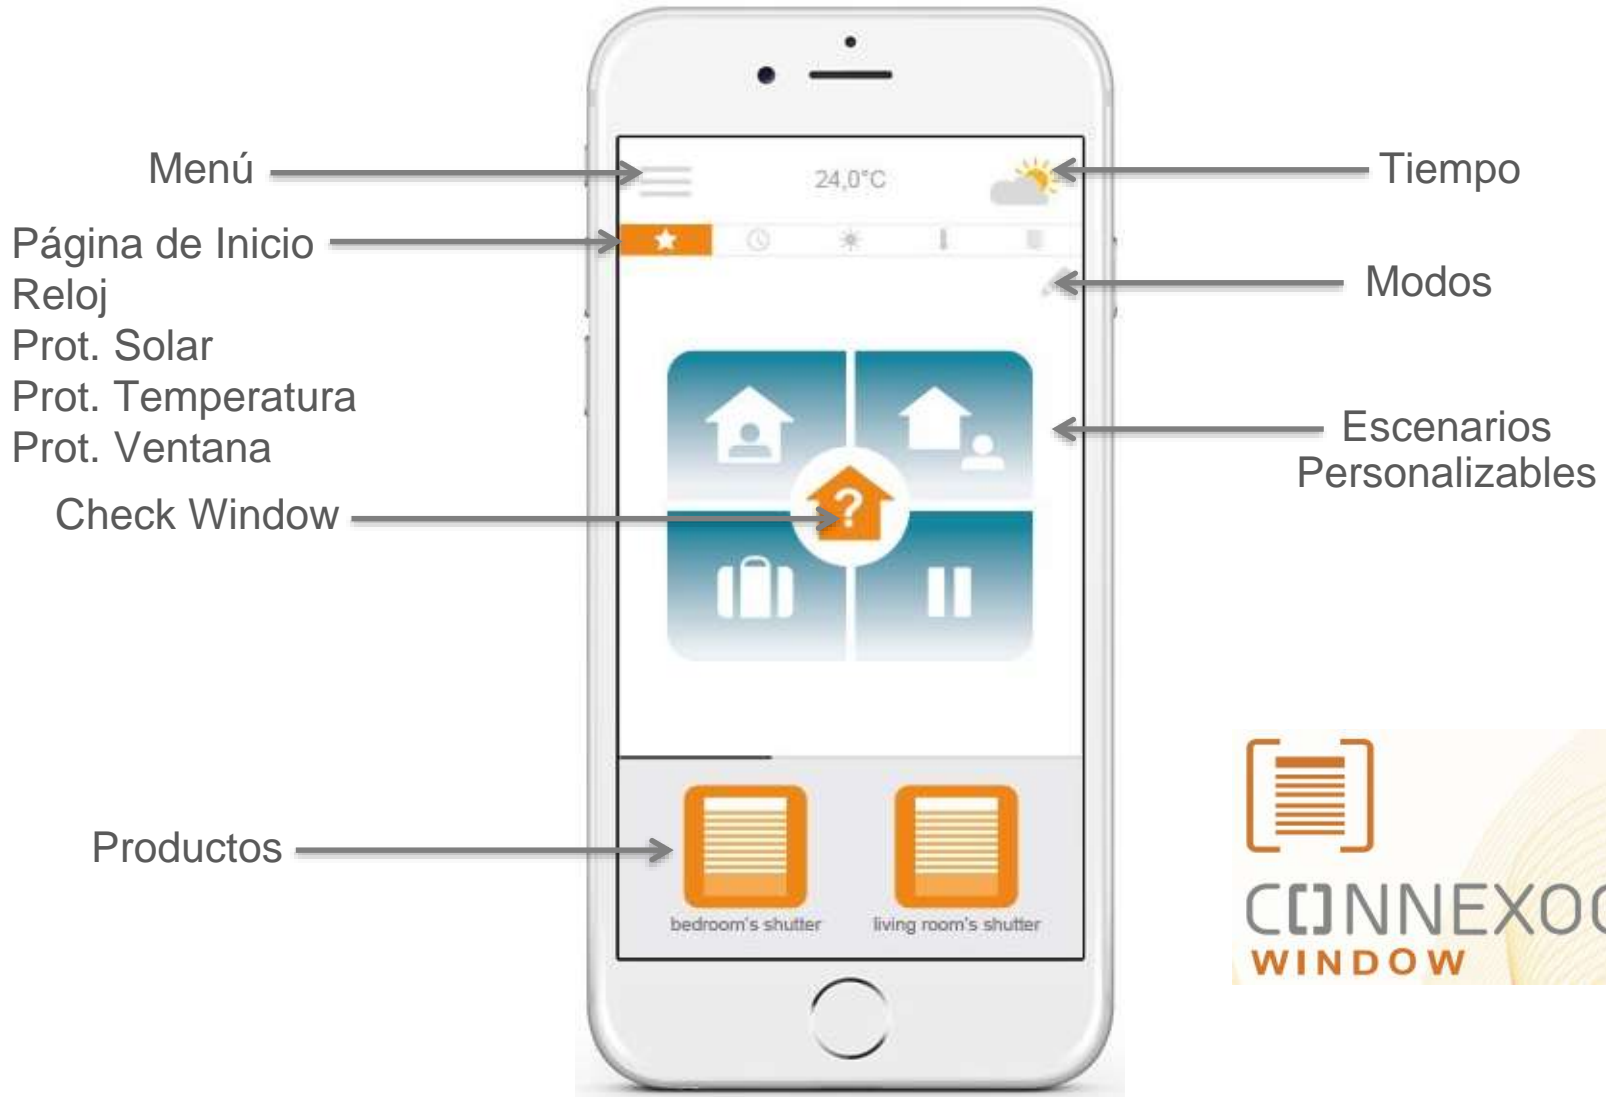 Menú
24,0°C
Tiempo
Página de Inicio
Reloj
Prot. Solar
Prot. Temperatura
Prot. Ventana
Modos
Escenarios
Personalizables
Check Window
?
Productos
bedroom's shutter
living room's shutter
CONNEXOO
WINDOW